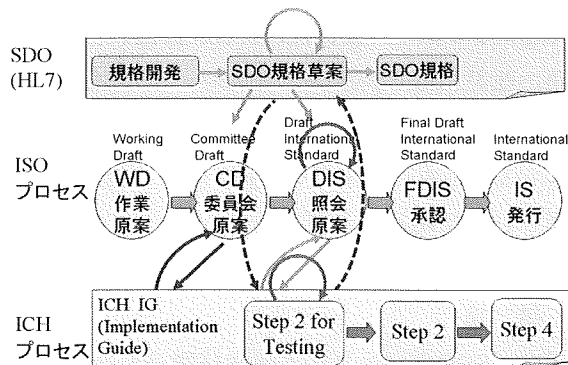 SDO
(HL7)
規格開発
SDO規格草案
SDO規格
ISO
プロセス
Working
Draft
Committee
Draft
Draft
International
Standard
Final Draft
International
Standard
International
Standard
WD
作業
原案
CD
委員会
原案
DIS
照会
原案
FDIS
承認
IS
発行
ICH
プロセス
ICH IG
(Implementation
Guide)
Step 2 for
Testing
Step 2
Step 4